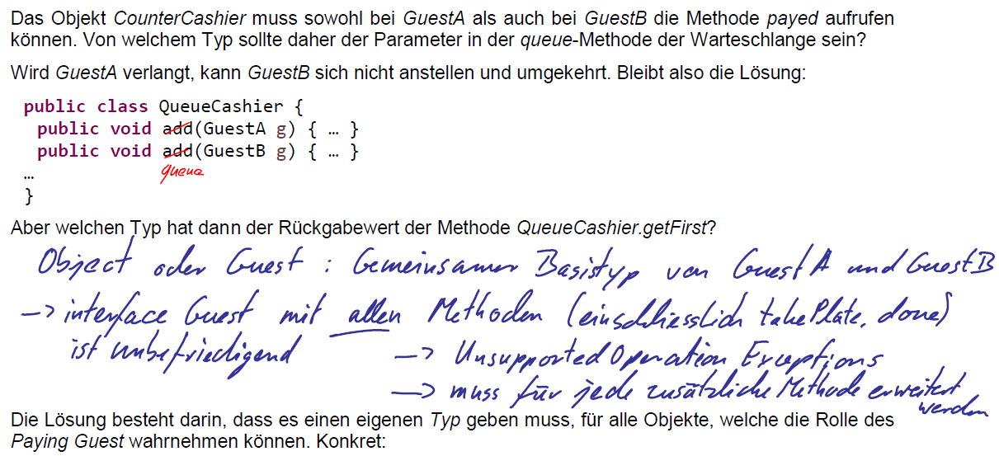 Das Objekt CounterCashier muss sowohl bei GuestA als auch bei GuestB die Methode payed aufrufen
können. Von welchem Typ sollte daher der Parameter in der queue-Methode der Warteschlange sein?
Wird GuestA verlangt, kann GuestB sich nicht anstellen und umgekehrt. Bleibt also die Lösung:
public class QueueCashier {
public void add(GuestA g) { … }
public void add(GuestB g) { … }
… queue
}
Aber welchen Typ hat dann der Rückgabewert der Methode QueueCashier.getFirst?
Object oder Guest : Gemeinsamer Basistyp von GuestA und GuestB
-> interface Guest mit allen Methoden (einschliesslich takePlate, done)
ist unbefriedigend -> UnsupportedOperation Exceptions
-> muss für jede zusätzliche Methode erweitert
werden
Die Lösung besteht darin, dass es einen eigenen Typ geben muss, für alle Objekte, welche die Rolle des
Paying Guest wahrnehmen können. Konkret: